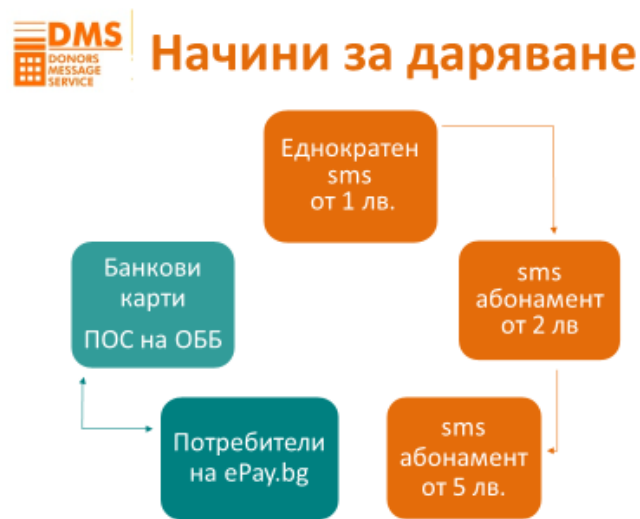 DMS
DONORS
MESSAGE
SERVICE
Начини за даряване
Еднократен
sms
от 1 лв.
Банкови
карти
ПОС на ОББ
sms
абонамент
от 2 лв
Потребители
на ePay.bg
sms
абонамент
от 5 лв.